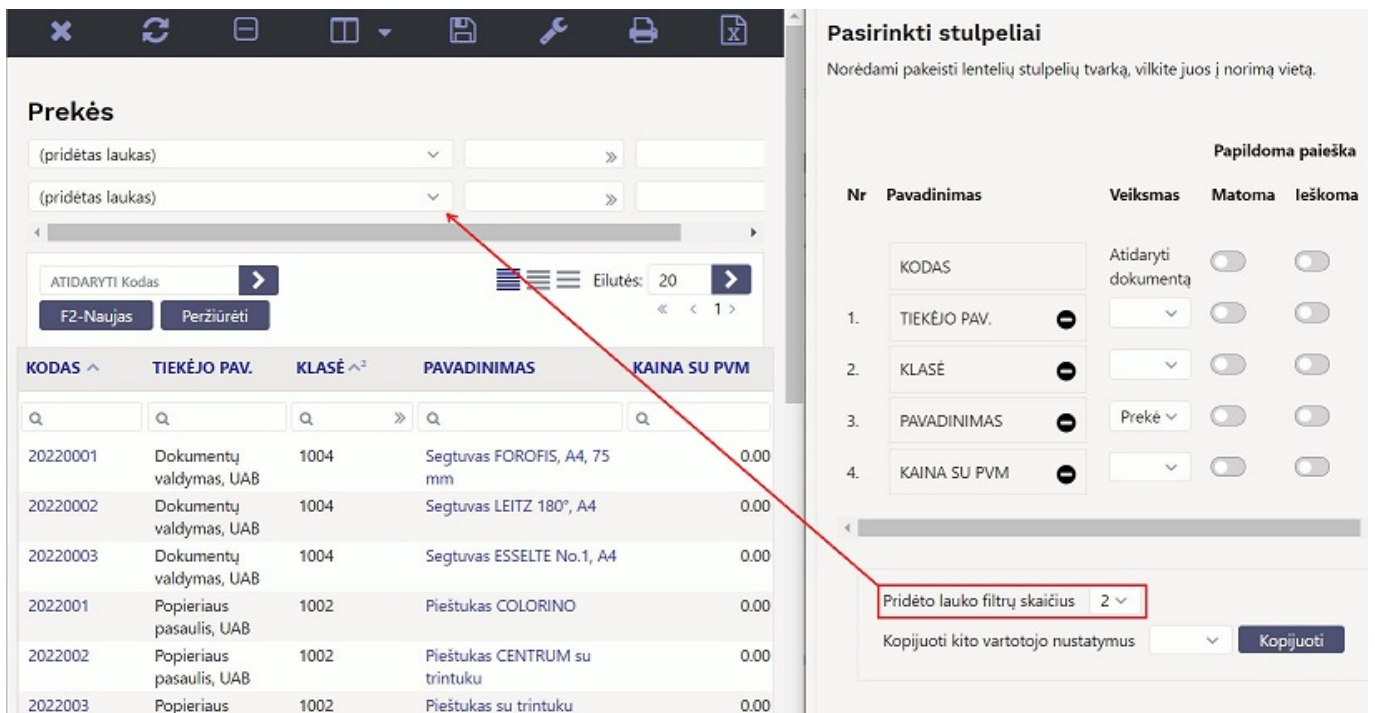 Prekės
(pridėtas laukas)
(pridėtas laukas)
ATIDARYTI Kodas
Eilutės: 20
F2-Naujas Peržiūrėti
« < 1 >
KODAS TIEKĖJO PAV. KLASĖ 2 PAVADINIMAS KAINA SU PVM
20220001 Dokumentų valdymas, UAB 1004 Segtuvas FOROFIS, A4, 75 mm 0.00
20220002 Dokumentų valdymas, UAB 1004 Segtuvas LEITZ 180°, A4 0.00
20220003 Dokumentų valdymas, UAB 1004 Segtuvas ESSELTE No.1, A4 0.00
2022001 Popieriaus pasaulis, UAB 1002 Pieštukas COLORINO 0.00
2022002 Popieriaus pasaulis, UAB 1002 Pieštukas CENTRUM su trintuku 0.00
2022003 Popieriaus 1002 Pieštukas su trintuku 0.00
Pasirinkti stulpeliai
Norėdami pakeisti lentelių stulpelių tvarką, vilkite juos į norimą vietą.
Papildoma paieška
Nr Pavadinimas Veiksmas Matoma Ieškoma
KODAS Atidaryti dokumentą
1. TIEKĖJO PAV.
2. KLASĖ
3. PAVADINIMAS Prekė
4. KAINA SU PVM
Pridėto lauko filtrų skaičius 2
Kopijuoti kito vartotojo nustatymus Kopijuoti